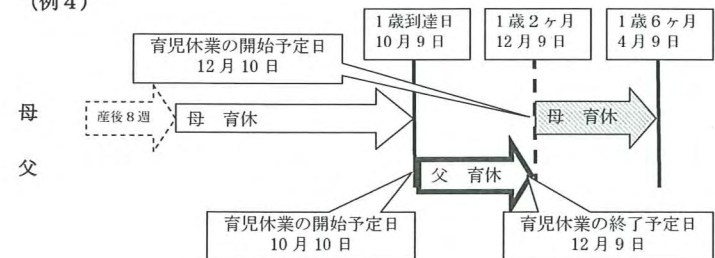 （例４）
１歳到達日
10月9日
１歳２ヶ月
12月9日
１歳６ヶ月
4月9日
育児休業の開始予定日
12月10日
母
産後８週
母　育休
母　育休
父
父　育休
育児休業の開始予定日
10月10日
育児休業の終了予定日
12月9日